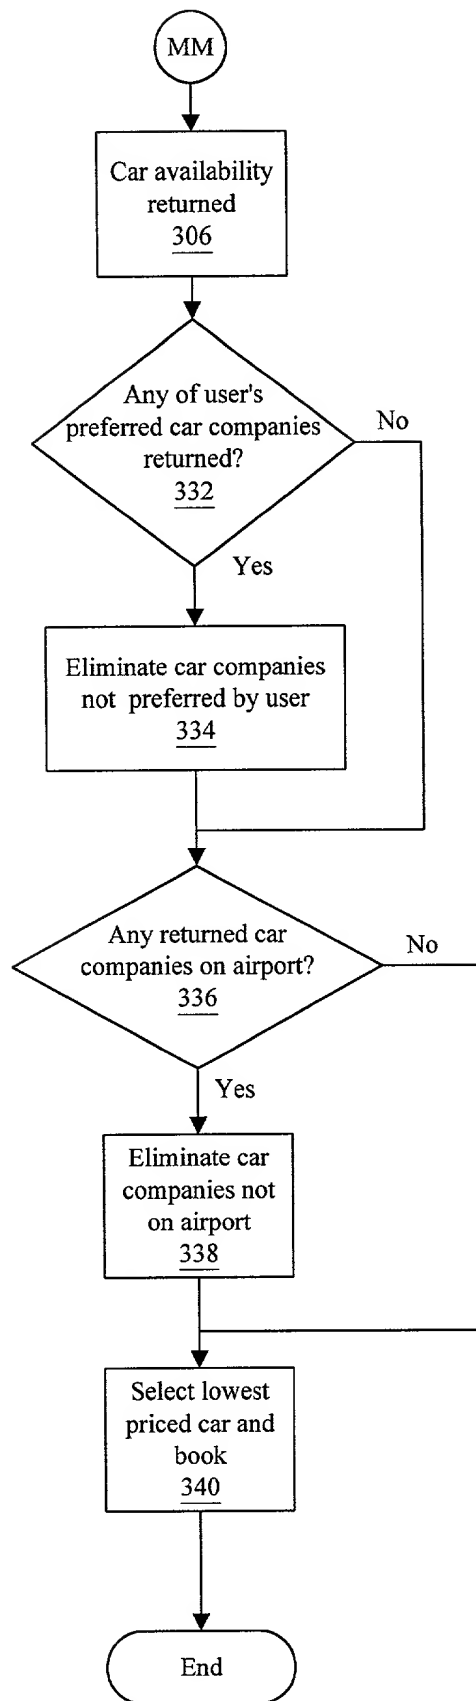 MM
Car availability
returned
306
Any of user's
preferred car companies
returned?
332
No
Yes
Eliminate car companies
not preferred by user
334
Any returned car
companies on airport?
336
No
Yes
Eliminate car
companies not
on airport
338
Select lowest
priced car and
book
340
End